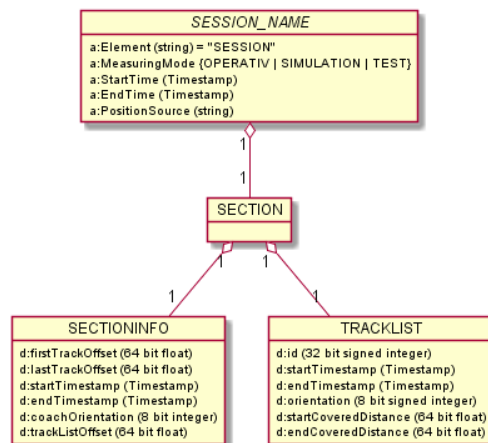 SESSION_NAME
a:Element (string) = "SESSION"
a:MeasuringMode {OPERATIV | SIMULATION | TEST}
a:StartTime (Timestamp)
a:EndTime (Timestamp)
a:PositionSource (string)
1
1
SECTION
1
1
1
1
SECTIONINFO
d:firstTrackOffset (64 bit float)
d:lastTrackOffset (64 bit float)
d:startTimestamp (Timestamp)
d:endTimestamp (Timestamp)
d:coachOrientation (8 bit integer)
d:trackListOffset (64 bit float)
TRACKLIST
d:id (32 bit signed integer)
d:startTimestamp (Timestamp)
d:endTimestamp (Timestamp)
d:orientation (8 bit signed integer)
d:startCoveredDistance (64 bit float)
d:endCoveredDistance (64 bit float)